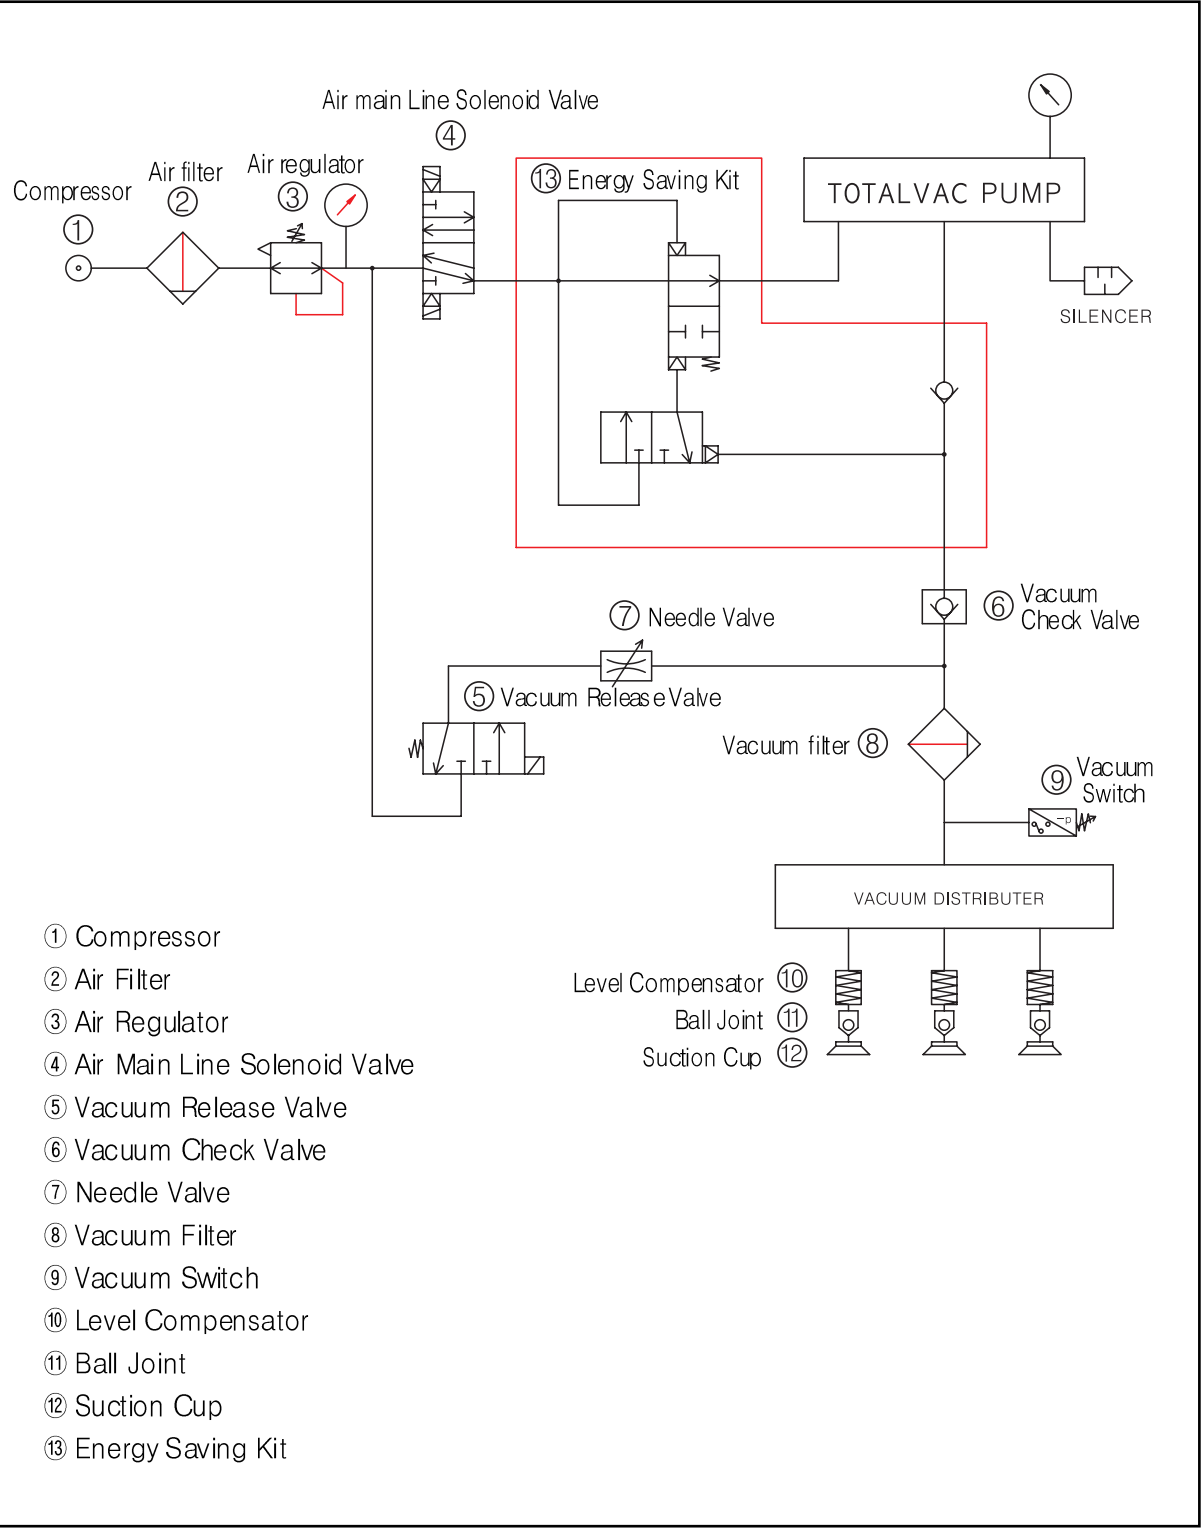 Air main Line Solenoid Valve
④
Air regulator
③
Air filter
②
Compressor
①
⑬ Energy Saving Kit
TOTALVAC PUMP
SILENCER
⑥ Vacuum
Check Valve
⑦ Needle Valve
⑤ Vacuum Release Valve
Vacuum filter ⑧
⑨ Vacuum
Switch
-p
VACUUM DISTRIBUTER
Level Compensator ⑩
Ball Joint ⑪
Suction Cup ⑫
① Compressor
② Air Filter
③ Air Regulator
④ Air Main Line Solenoid Valve
⑤ Vacuum Release Valve
⑥ Vacuum Check Valve
⑦ Needle Valve
⑧ Vacuum Filter
⑨ Vacuum Switch
⑩ Level Compensator
⑪ Ball Joint
⑫ Suction Cup
⑬ Energy Saving Kit